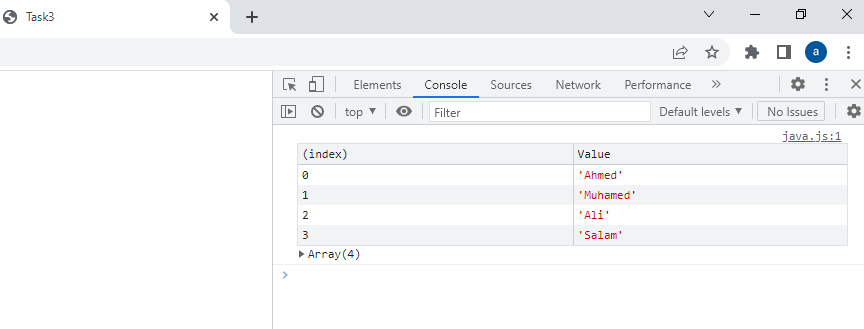 Task3
a
Elements Console Sources Network Performance
top Filter Default levels No Issues
java.js:1
(index) Value
0 'Ahmed'
1 'Muhamed'
2 'Ali'
3 'Salam'
Array(4)